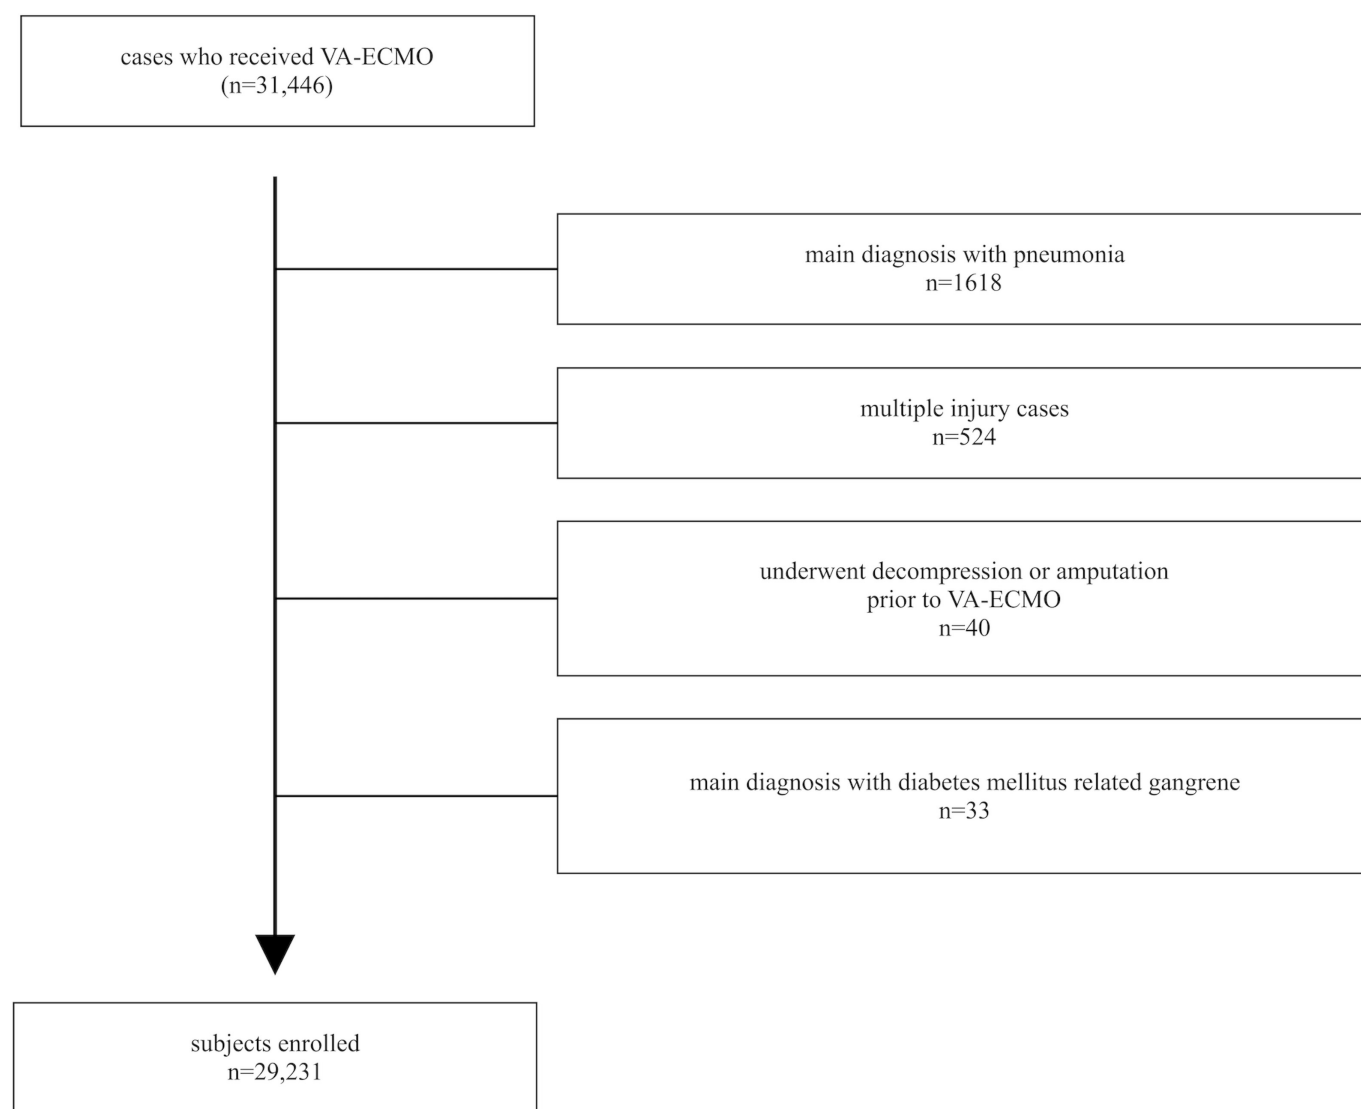 cases who received VA-ECMO
(n=31,446)
main diagnosis with pneumonia
n=1618
multiple injury cases
n=524
underwent decompression or amputation
prior to VA-ECMO
n=40
main diagnosis with diabetes mellitus related gangrene
n=33
subjects enrolled
n=29,231